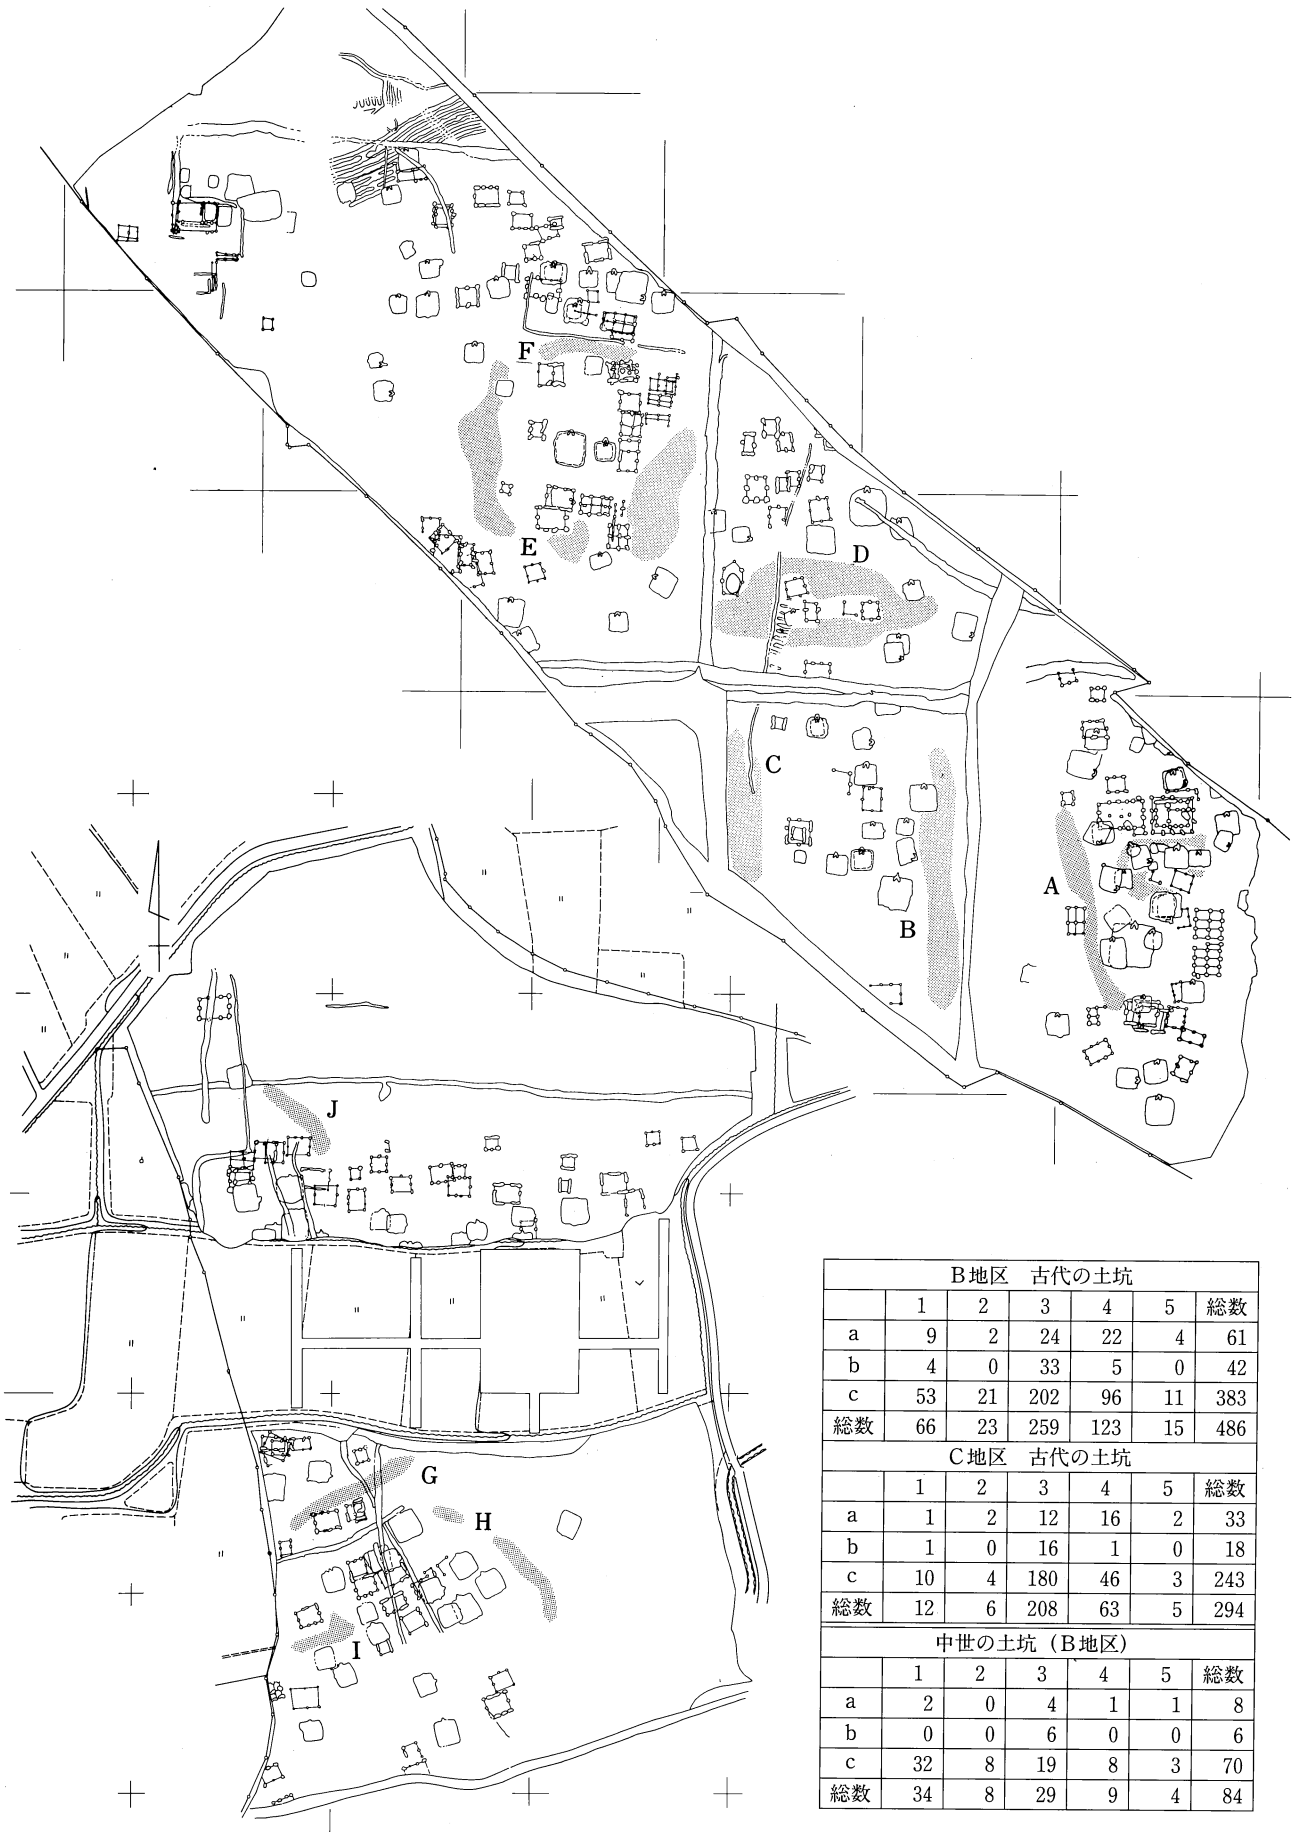 F
E
D
C
A
B
J
G
H
I
B地区 古代の土坑
1 2 3 4 5 総数
a 9 2 24 22 4 61
b 4 0 33 5 0 42
c 53 21 202 96 11 383
総数 66 23 259 123 15 486
C地区 古代の土坑
1 2 3 4 5 総数
a 1 2 12 16 2 33
b 1 0 16 1 0 18
c 10 4 180 46 3 243
総数 12 6 208 63 5 294
中世の土坑（B地区）
1 2 3 4 5 総数
a 2 0 4 1 1 8
b 0 0 6 0 0 6
c 32 8 19 8 3 70
総数 34 8 29 9 4 84